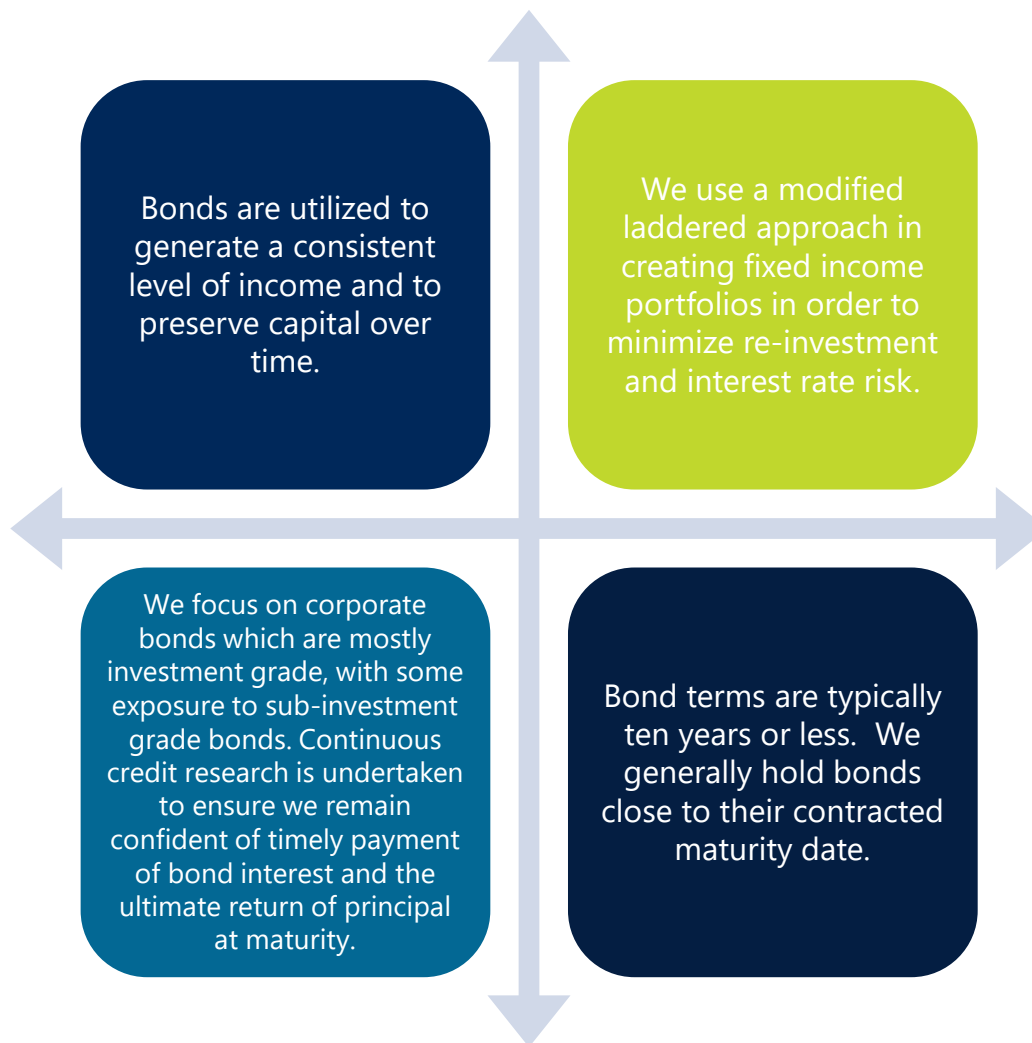 Bonds are utilized to
generate a consistent
level of income and to
preserve capital over
time.
We use a modified
laddered approach in
creating fixed income
portfolios in order to
minimize re-investment
and interest rate risk.
We focus on corporate
bonds which are mostly
investment grade, with some
exposure to sub-investment
grade bonds. Continuous
credit research is undertaken
to ensure we remain
confident of timely payment
of bond interest and the
ultimate return of principal
at maturity.
Bond terms are typically
ten years or less.  We
generally hold bonds
close to their contracted
maturity date.